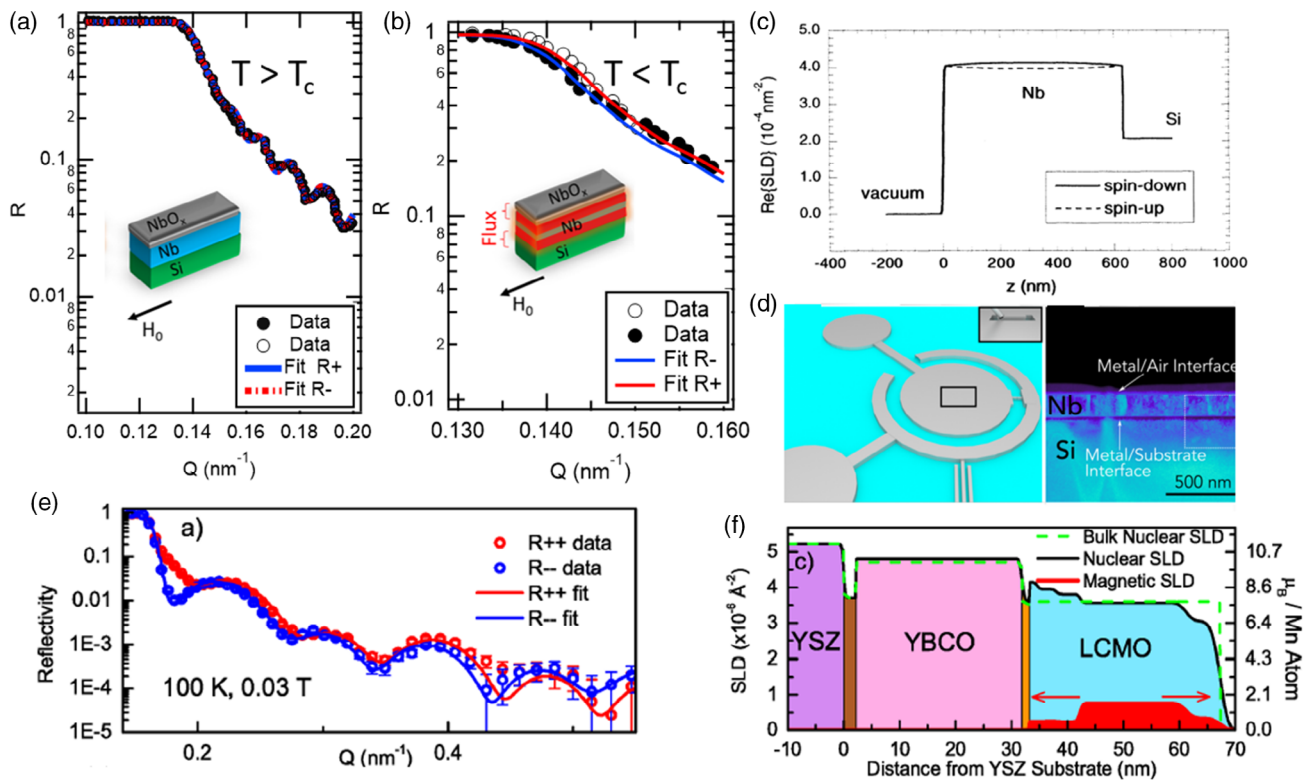 (a)
R
1
8
6
4
2
0.1
8
6
4
2
0.01
8
6
4
2
T > Tc
NbOx
Nb
Si
H0
Data
Data
Fit R+
Fit R-
0.10
0.12
0.14
0.16
0.18
0.20
Q (nm-1)
(b)
R
1
8
6
4
2
0.1
8
6
4
2
0.01
T < Tc
Flux
NbOx
Nb
Si
H0
Data
Data
Fit R-
Fit R+
0.130
0.140
0.150
0.160
Q (nm-1)
(c)
Re{SLD} (10-4nm-2)
5.0
4.0
3.0
2.0
1.0
0.0
Nb
Si
vacuum
spin-down
spin-up
-400
-200
0
200
400
600
800
1000
z (nm)
(d)
Metal/Air Interface
Nb
Si
Metal/Substrate
Interface
500 nm
(e)
a)
Reflectivity
1
0.1
0.01
1E-3
1E-4
1E-5
R++ data
R-- data
R++ fit
R-- fit
100 K, 0.03 T
0.2
0.4
Q (nm-1)
(f)
c)
SLD (x10-6 Å-2)
5
4
3
2
1
0
Bulk Nuclear SLD
Nuclear SLD
Magnetic SLD
YSZ
YBCO
LCMO
10.7
8.6
6.4
4.3
2.1
0.0
μB / Mn Atom
-10
0
10
20
30
40
50
60
70
Distance from YSZ Substrate (nm)